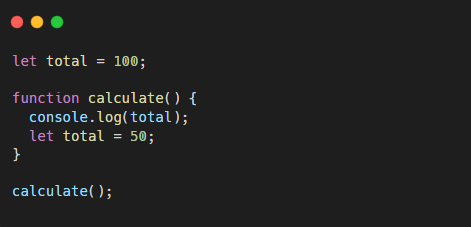 let total = 100;

function calculate() {
  console.log(total);
  let total = 50;
}

calculate();